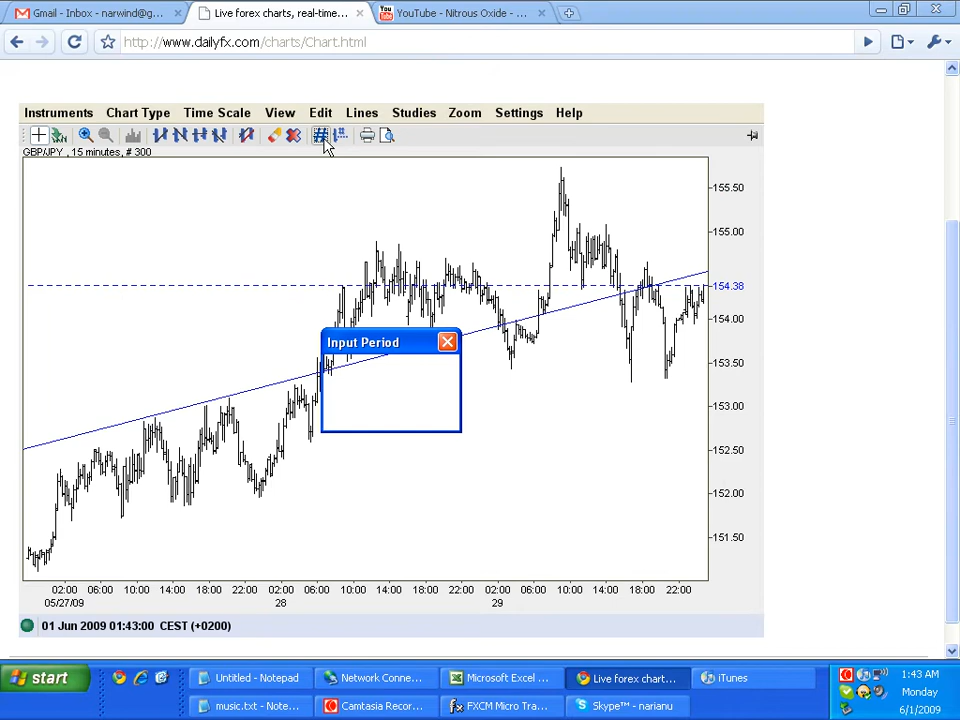 Gmail - Inbox - narwind@g...
Live forex charts, real-time...
YouTube - Nitrous Oxide - ...
http://www.dailyfx.com/charts/Chart.html
Instruments Chart Type Time Scale View Edit Lines Studies Zoom Settings Help
GBP/JPY , 15 minutes, # 300
155.50
155.00
154.38
154.00
153.50
153.00
152.50
152.00
151.50
Input Period
02:00 06:00 10:00 14:00 18:00 22:00 02:00 06:00 10:00 14:00 18:00 22:00 02:00 06:00 10:00 14:00 18:00 22:00
05/27/09 28 29
01 Jun 2009 01:43:00 CEST (+0200)
start
Untitled - Notepad
Network Conne...
Microsoft Excel ...
Live forex chart...
iTunes
music.txt - Note...
Camtasia Recor...
FXCM Micro Tra...
Skype™ - narianu
1:43 AM
Monday
6/1/2009